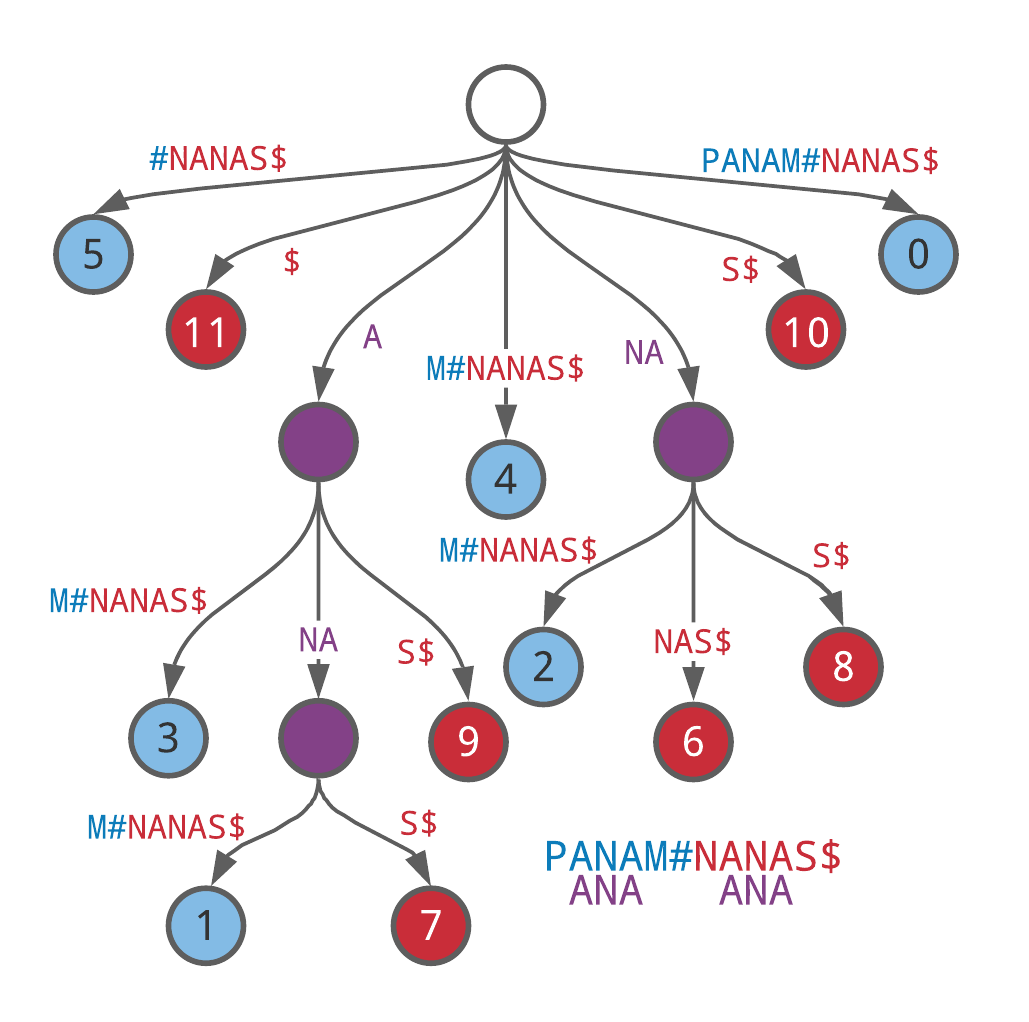 #NANAS$
PANAM#NANAS$
5
$
S$
0
11
A
M#NANAS$
NA
10
4
M#NANAS$
S$
M#NANAS$
NA
S$
NAS$
2
8
3
9
6
M#NANAS$
S$
PANAM#NANAS$
ANA ANA
1
7